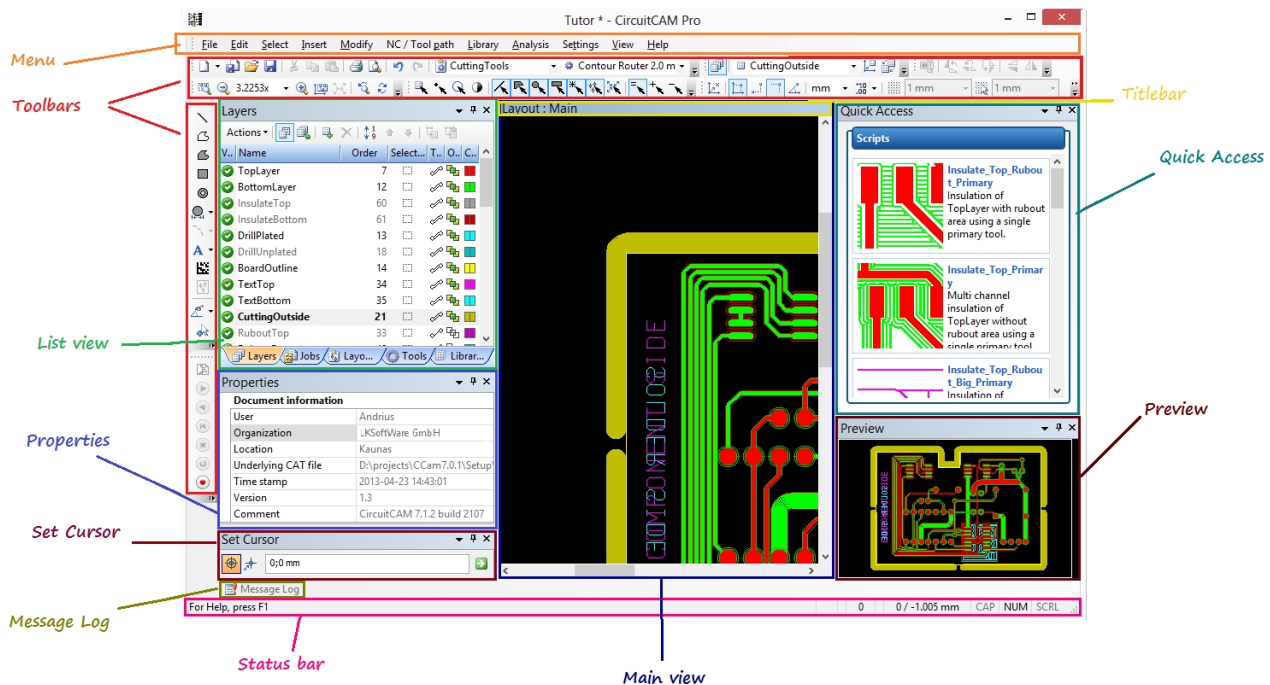 Tutor * - CircuitCAM Pro
Menu
File Edit Select Insert Modify NC / Tool path Library Analysis Settings View Help
Toolbars
CuttingTools Contour Router 2.0 m CuttingOutside
3.2253x mm 1 mm 1 mm
Titlebar
Layers
Layout : Main
Quick Access
Actions
Scripts
V.. Name Order Select... T.. O.. C..
TopLayer 7
BottomLayer 12
InsulateTop 60
InsulateBottom 61
DrillPlated 13
DrillUnplated 18
BoardOutline 14
TextTop 34
TextBottom 35
CuttingOutside 21
RuboutTop 33
Layers Jobs Layo... Tools Librar...
Insulate_Top_Rubou
t_Primary
Insulation of
TopLayer with rubout
area using a single
primary tool.
Insulate_Top_Primar
y
Multi channel
insulation of
TopLayer without
rubout area using a
single primary tool
Insulate_Top_Rubou
t_Big_Primary
Insulation of
Quick Access
List view
Properties
Document information
User Andrius
Organization LKSoftWare GmbH
Location Kaunas
Underlying CAT file D:\projects\CCam7.0.1\Setup\
Time stamp 2013-04-23 14:43:01
Version 1.3
Comment CircuitCAM 7.1.2 build 2107
Properties
Preview
Preview
Set Cursor
Set Cursor
0;0 mm
Message Log
For Help, press F1 0 0 / -1.005 mm CAP NUM SCRL
Message Log
Status bar
Main view